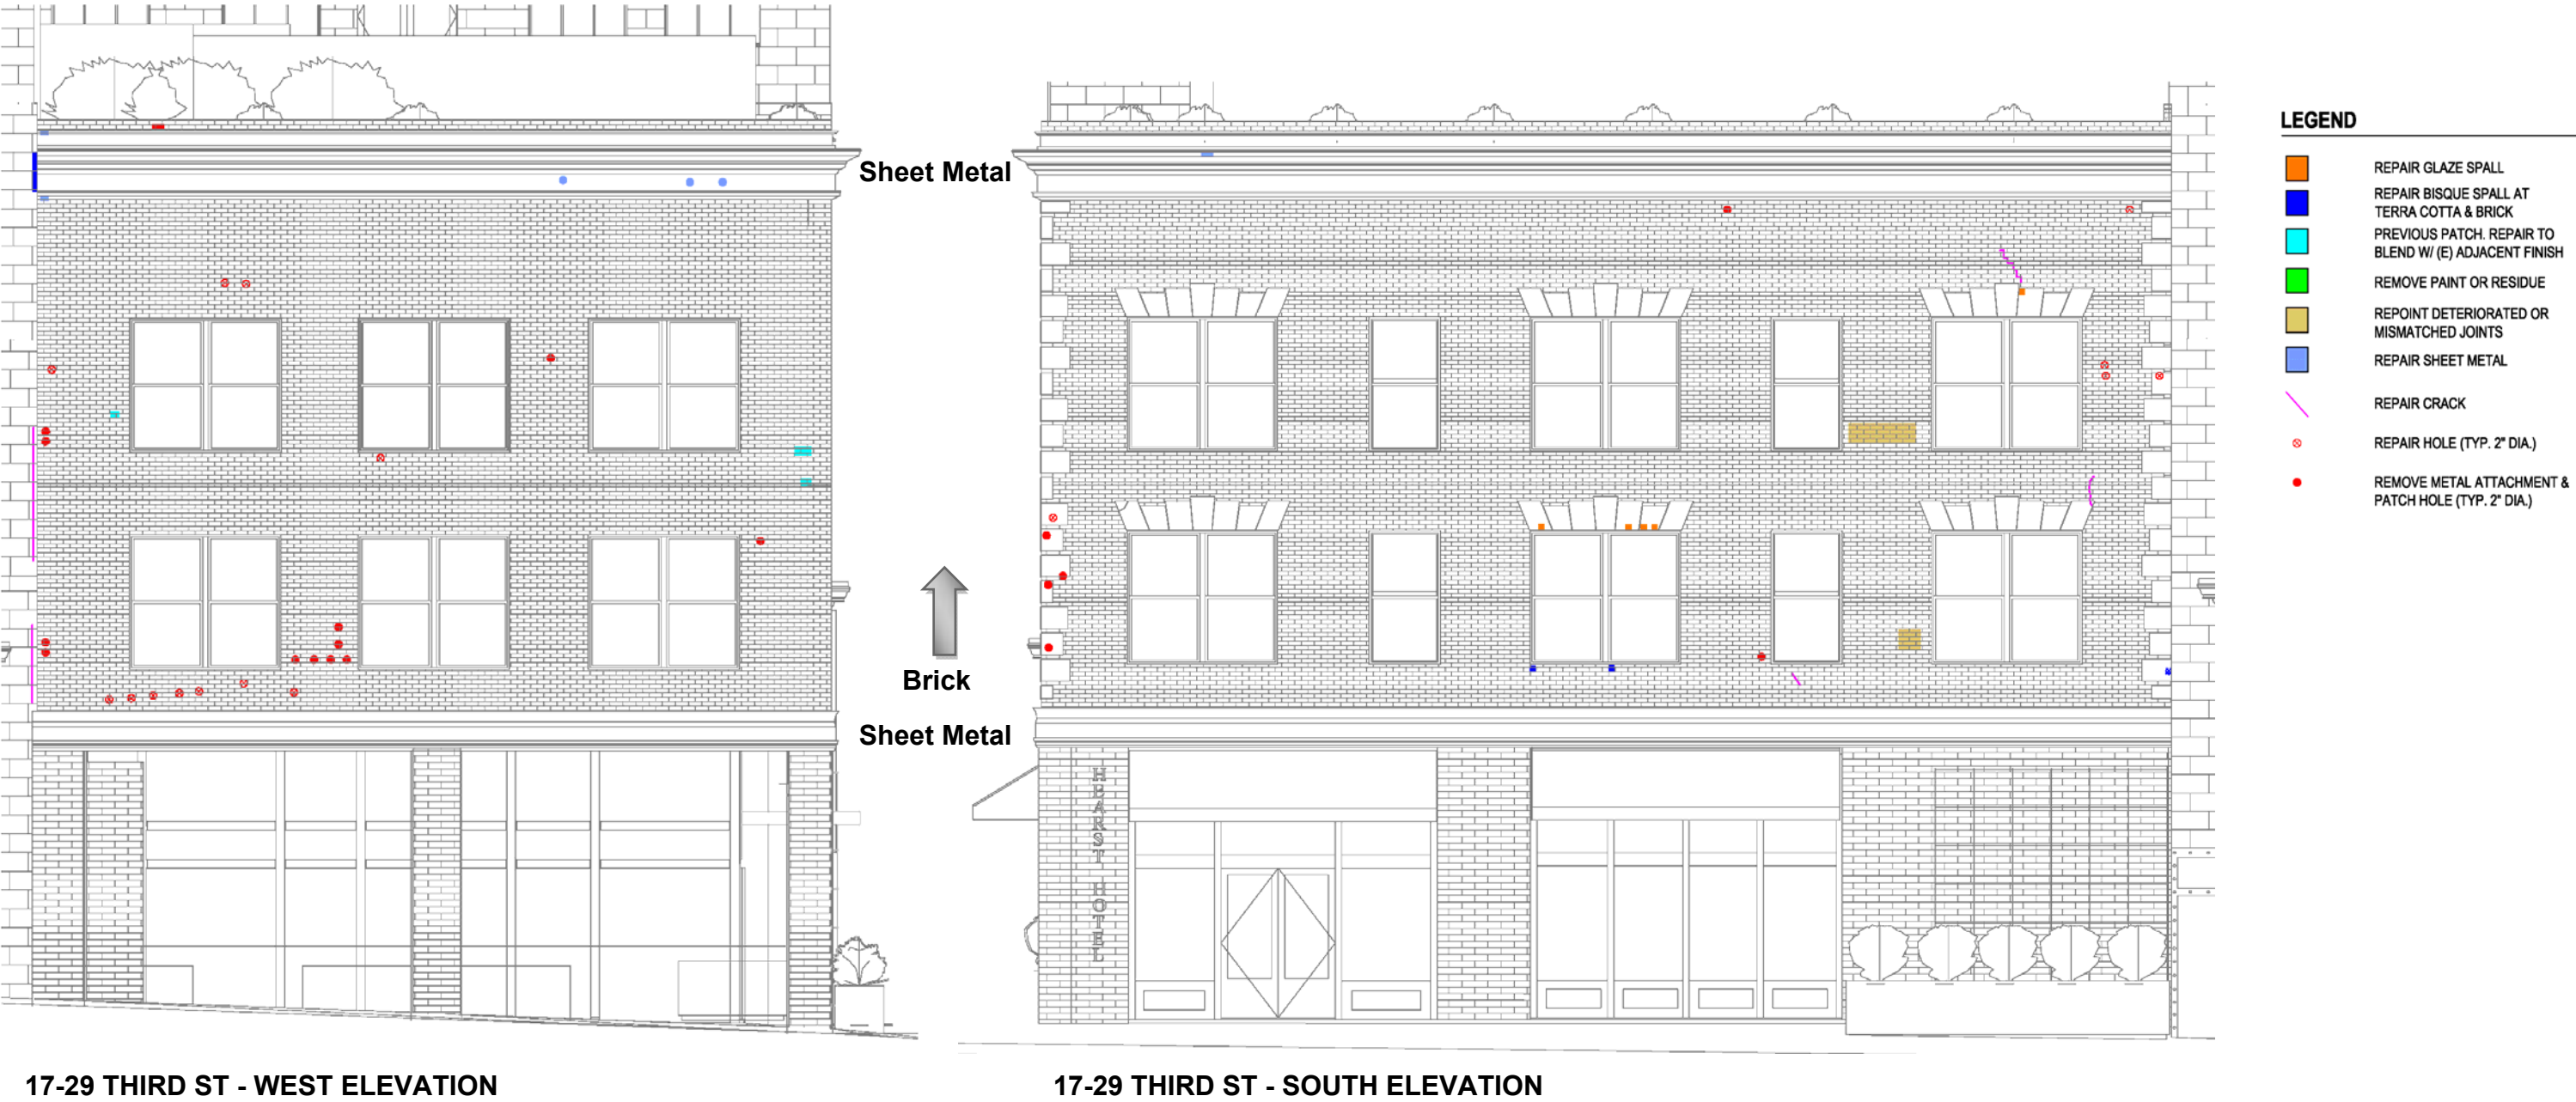 Sheet Metal
Brick
Sheet Metal
HEARST HOTEL
LEGEND
REPAIR GLAZE SPALL
REPAIR BISQUE SPALL AT
TERRA COTTA & BRICK
PREVIOUS PATCH. REPAIR TO
BLEND W/ (E) ADJACENT FINISH
REMOVE PAINT OR RESIDUE
REPOINT DETERIORATED OR
MISMATCHED JOINTS
REPAIR SHEET METAL
REPAIR CRACK
REPAIR HOLE (TYP. 2" DIA.)
REMOVE METAL ATTACHMENT &
PATCH HOLE (TYP. 2" DIA.)
17-29 THIRD ST - WEST ELEVATION
17-29 THIRD ST - SOUTH ELEVATION